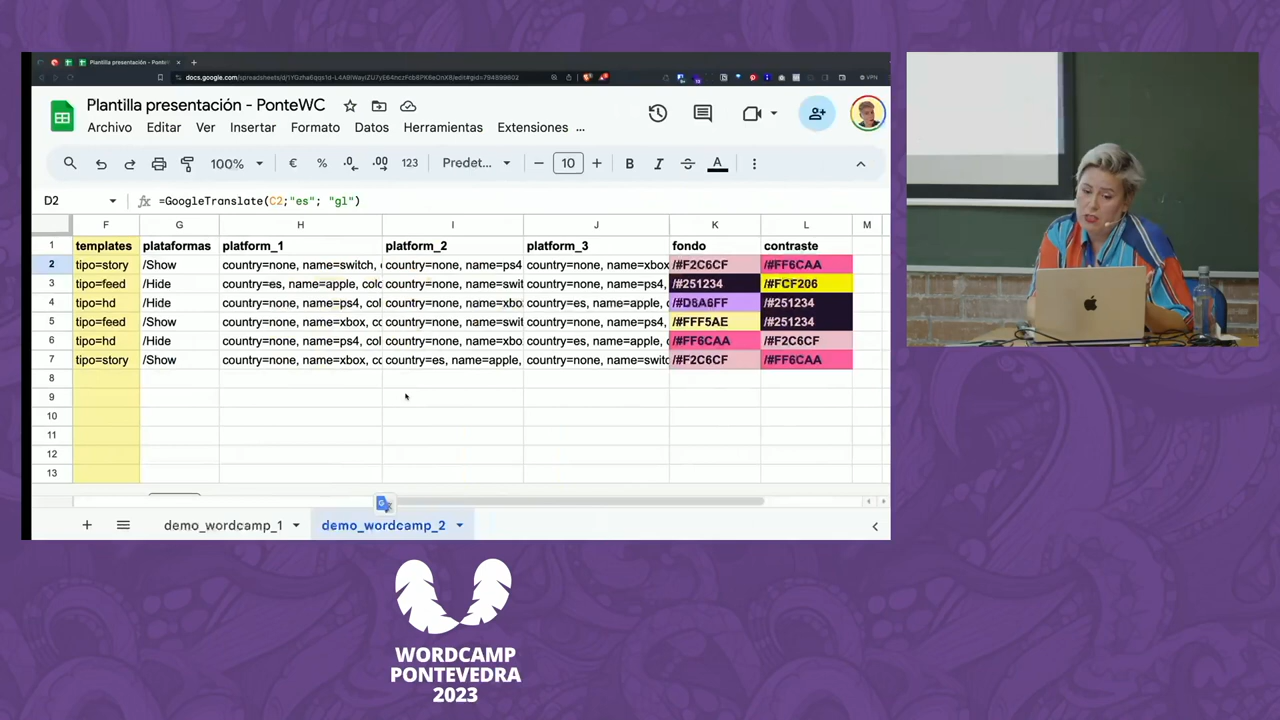 Plantilla presentación - PonteWC
Archivo Editar Ver Insertar Formato Datos Herramientas Extensiones ...
100% € % .0 .00 123 Predet... − 10 + B I S A
D2 =GoogleTranslate(C2;"es"; "gl")
F G H I J K L M
1 templates plataformas platform_1 platform_2 platform_3 fondo contraste
2 tipo=story /Show country=none, name=switch, country=none, name=ps4 country=none, name=xbox /#F2C6CF /#FF6CAA
3 tipo=feed /Hide country=es, name=apple, colo country=none, name=swit country=none, name=ps4, /#251234 /#FCF206
4 tipo=hd /Hide country=none, name=ps4, col country=none, name=xbo country=es, name=apple, /#D8A6FF /#251234
5 tipo=feed /Show country=none, name=xbox, cc country=none, name=swit country=none, name=ps4, /#FFF5AE /#251234
6 tipo=hd /Hide country=none, name=ps4, col country=none, name=xbo country=es, name=apple, /#FF6CAA /#F2C6CF
7 tipo=story /Show country=none, name=xbox, cc country=es, name=apple, country=none, name=switc /#F2C6CF /#FF6CAA
8
9
10
11
12
13
demo_wordcamp_1 demo_wordcamp_2
WORDCAMP
PONTEVEDRA
2023